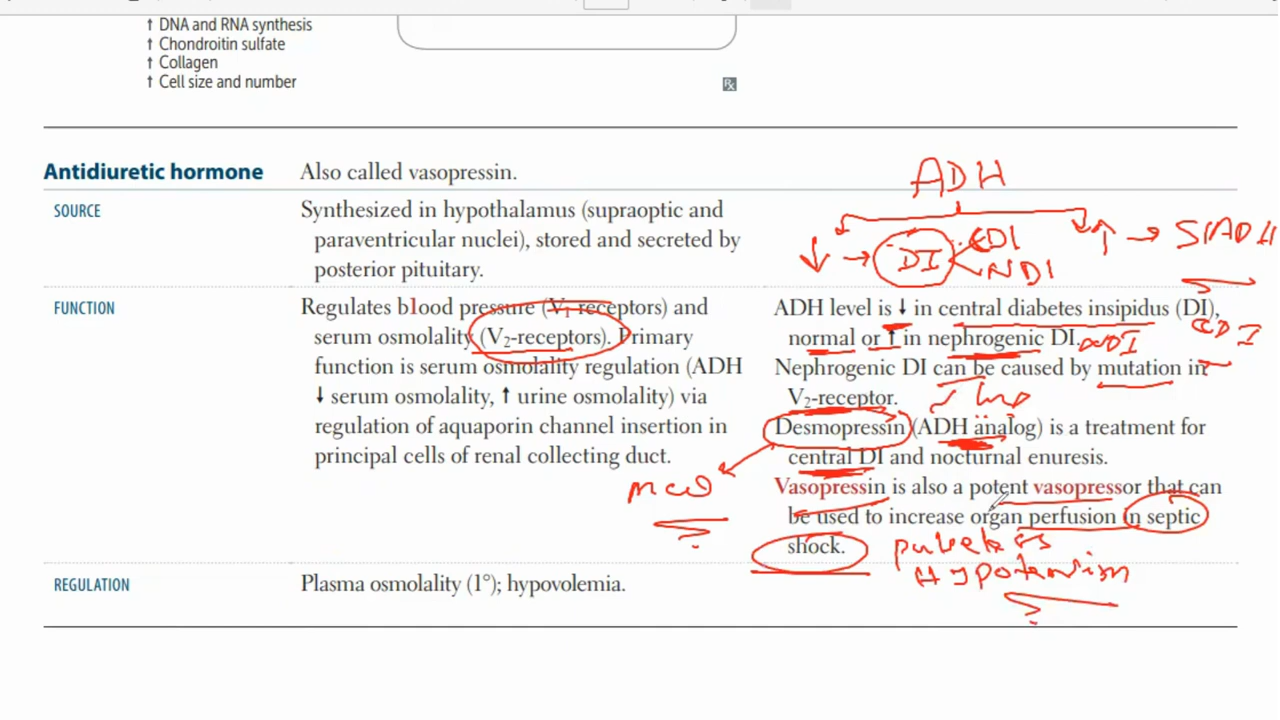 ↑ DNA and RNA synthesis
↑ Chondroitin sulfate
↑ Collagen
↑ Cell size and number
Antidiuretic hormone
Also called vasopressin.
ADH
SOURCE
Synthesized in hypothalamus (supraoptic and
paraventricular nuclei), stored and secreted by
posterior pituitary.
↓ → DI
CDI
NDI
↑ → SIADH
FUNCTION
Regulates blood pressure (V1-receptors) and
serum osmolality (V2-receptors). Primary
function is serum osmolality regulation (ADH
↓ serum osmolality, ↑ urine osmolality) via
regulation of aquaporin channel insertion in
principal cells of renal collecting duct.
ADH level is ↓ in central diabetes insipidus (DI),
CDI
normal or ↑ in nephrogenic DI.
NDI
Nephrogenic DI can be caused by mutation in
V2-receptor.
Imp
Desmopressin (ADH analog) is a treatment for
central DI and nocturnal enuresis.
MCQ
?
Vasopressin is also a potent vasopressor that can
be used to increase organ perfusion in septic
shock.
Hypotension
?
REGULATION
Plasma osmolality (1°); hypovolemia.